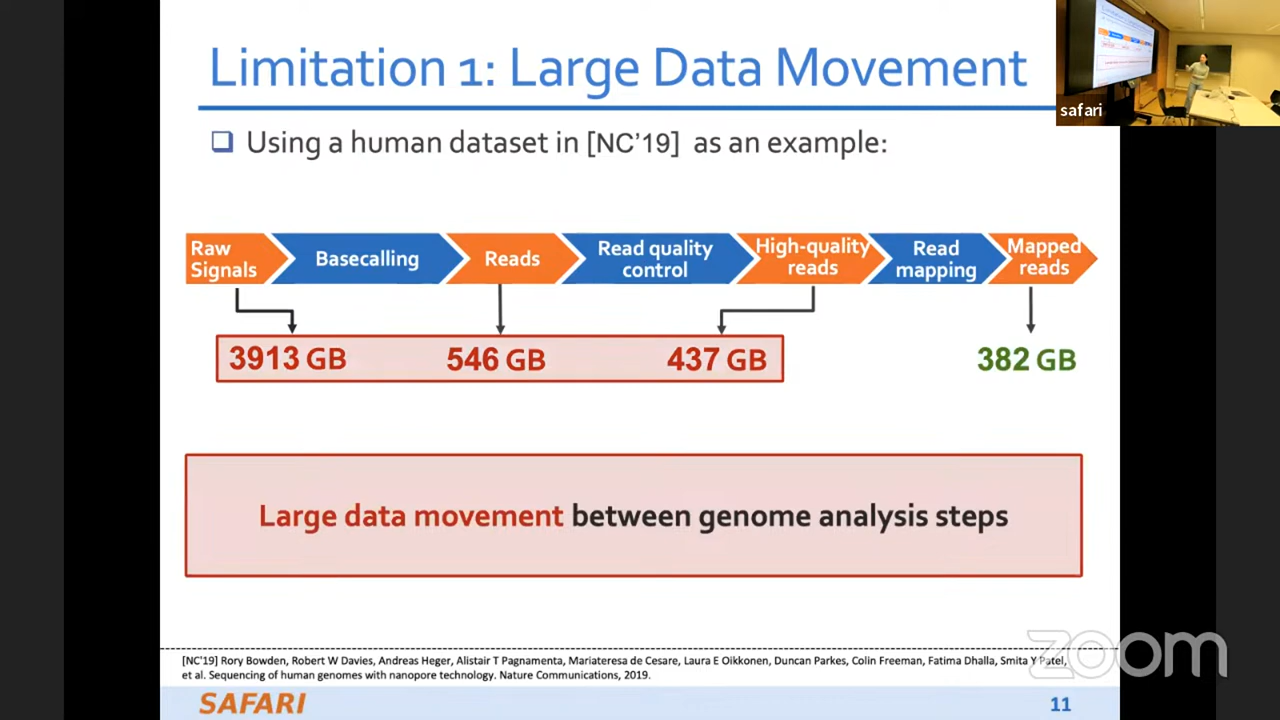 Limitation 1: Large Data Movement
safari
Using a human dataset in [NC'19] as an example:
Raw
Signals
Basecalling
Reads
Read quality
control
High-quality
reads
Read
mapping
Mapped
reads
3913 GB
546 GB
437 GB
382 GB
Large data movement between genome analysis steps
zoom
[NC'19] Rory Bowden, Robert W Davies, Andreas Heger, Alistair T Pagnamenta, Mariateresa de Cesare, Laura E Oikkonen, Duncan Parkes, Colin Freeman, Fatima Dhalla, Smita Y Patel,
et al. Sequencing of human genomes with nanopore technology. Nature Communications, 2019.
SAFARI
11